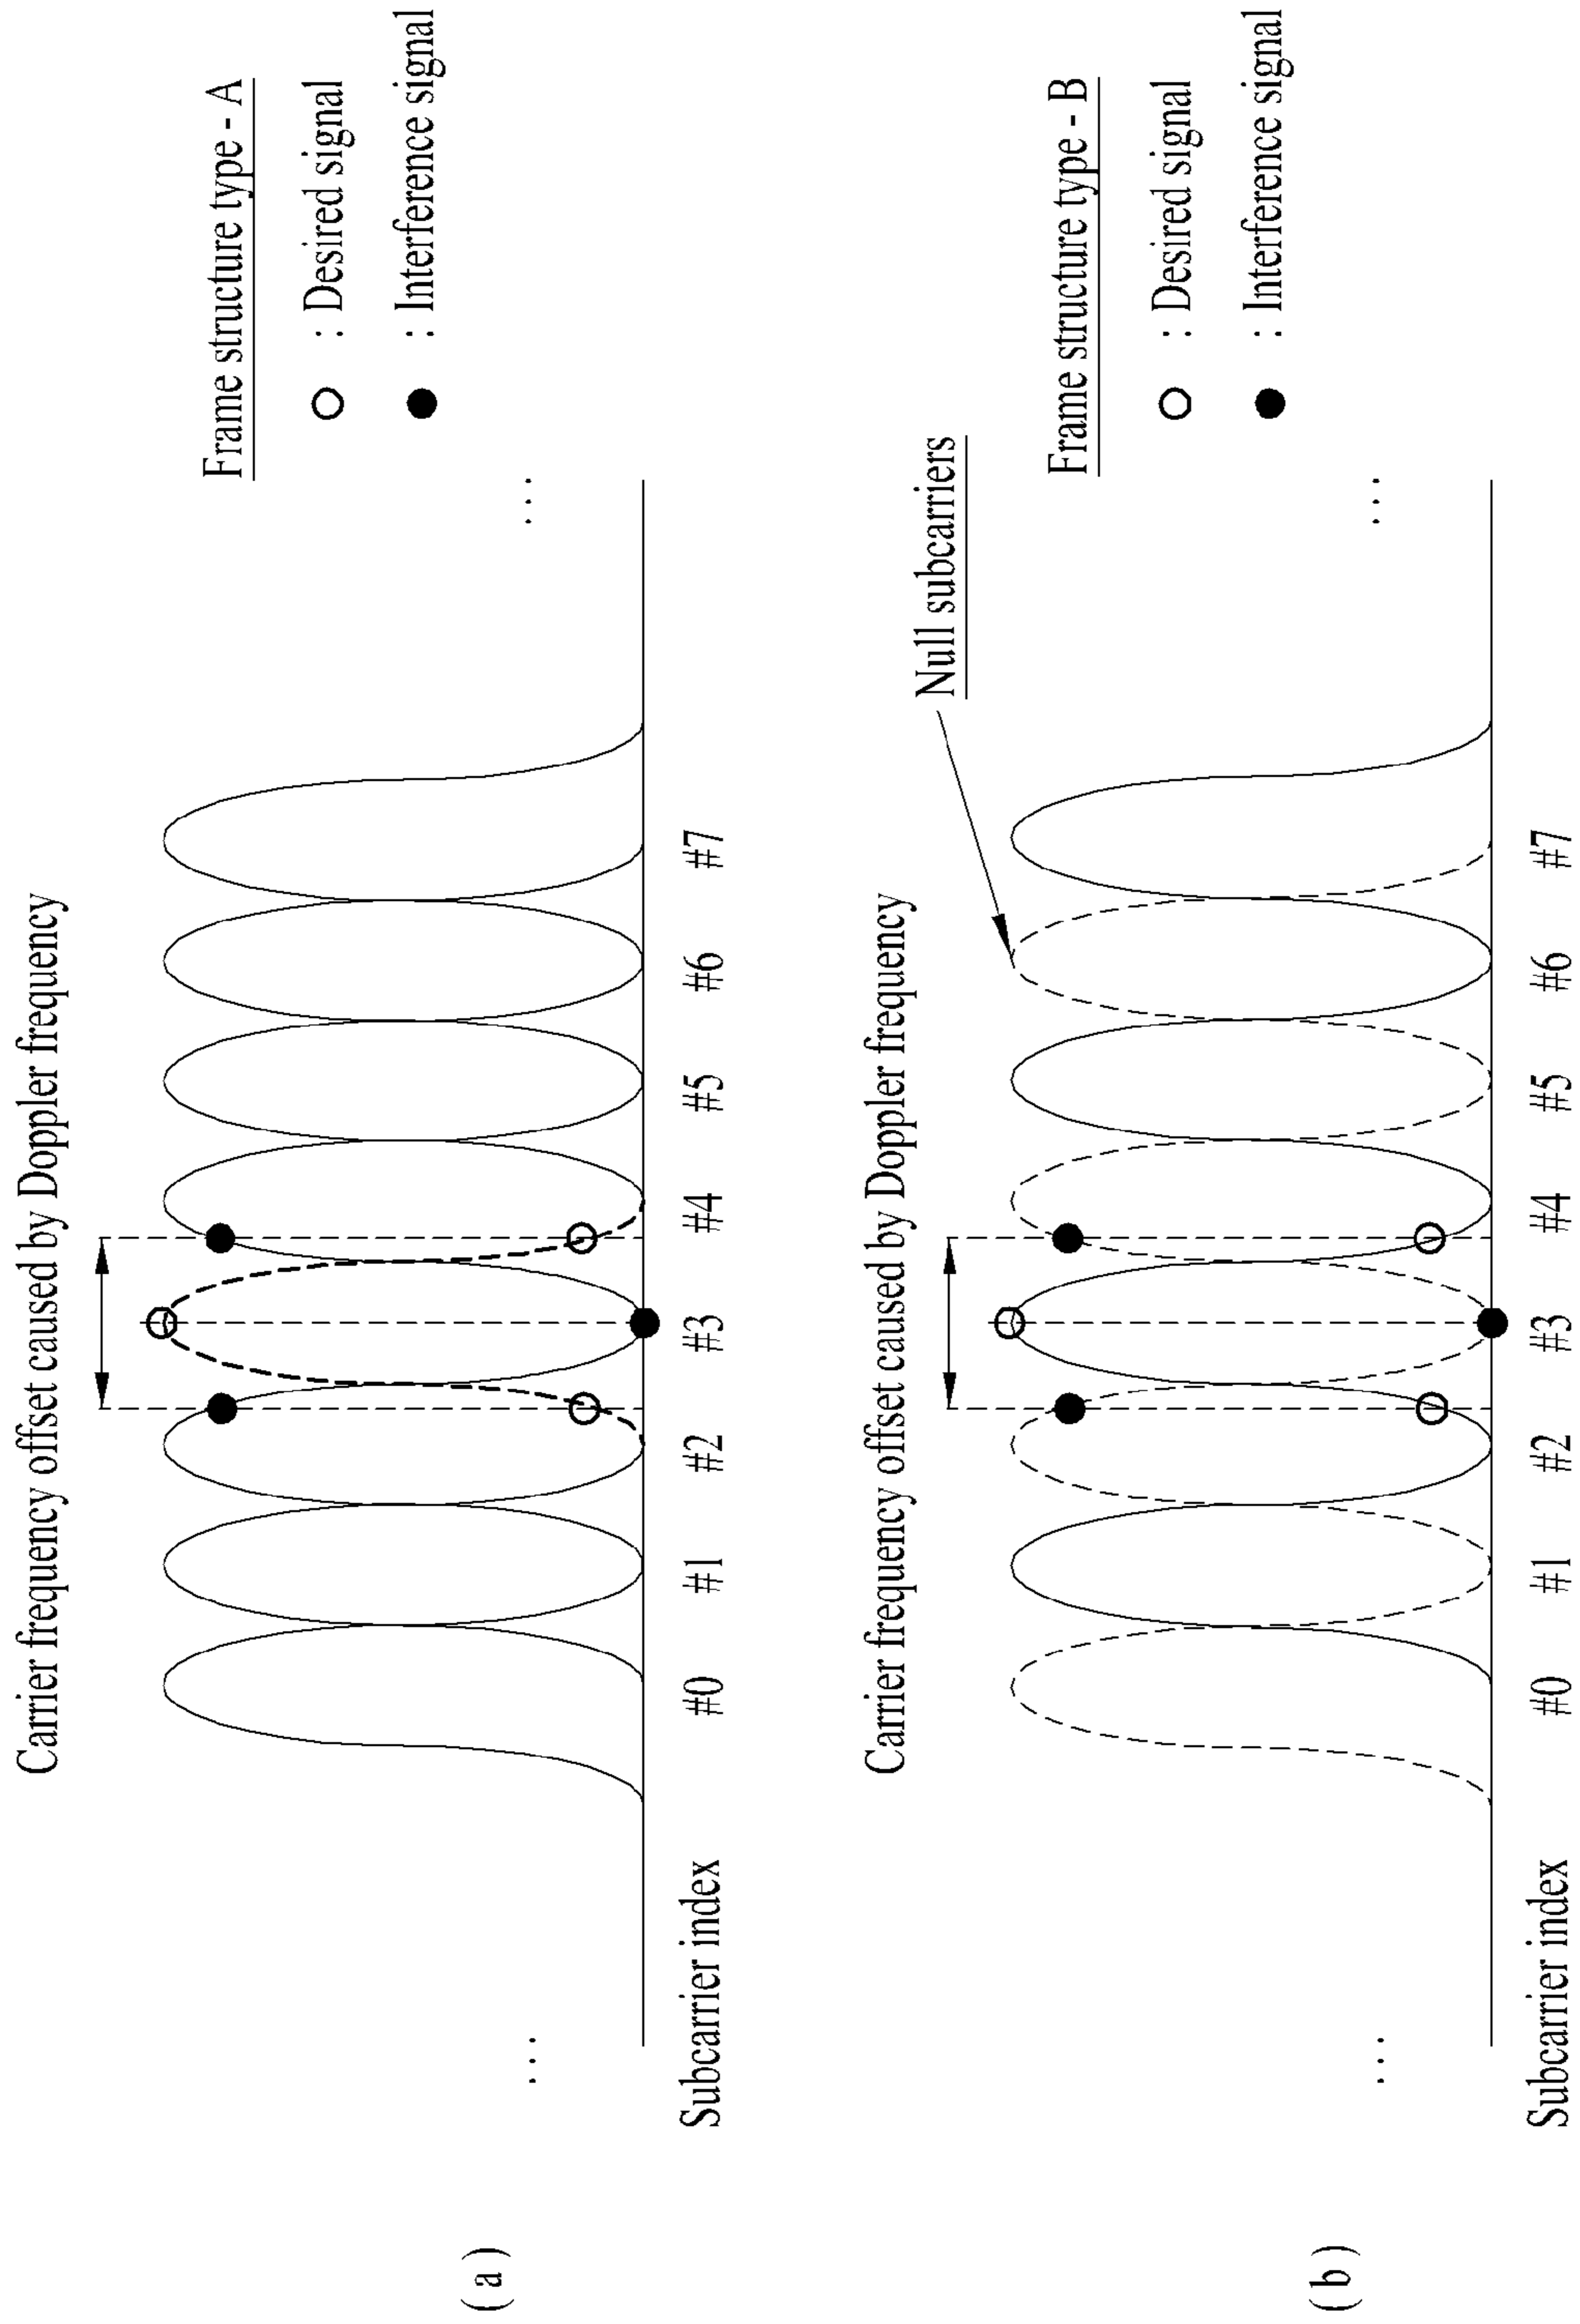 Carrier frequency offset caused by Doppler frequency
Frame structure type - A
: Desired signal
: Interference signal
. . .
. . .
Subcarrier index #0 #1 #2 #3 #4 #5 #6 #7
( a )
Carrier frequency offset caused by Doppler frequency
Null subcarriers
Frame structure type - B
: Desired signal
: Interference signal
. . .
. . .
Subcarrier index #0 #1 #2 #3 #4 #5 #6 #7
( b )